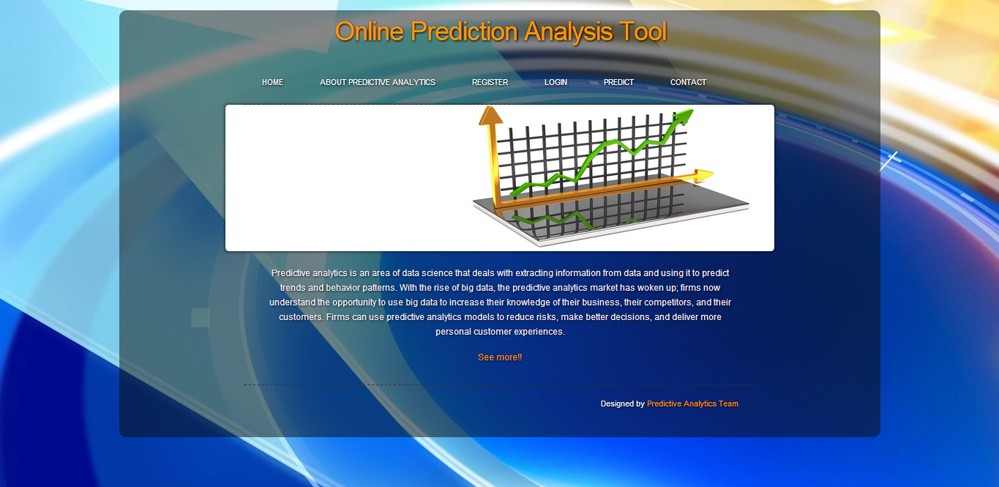 Online Prediction Analysis Tool
HOME ABOUT PREDICTIVE ANALYTICS REGISTER LOGIN PREDICT CONTACT
Predictive analytics is an area of data science that deals with extracting information from data and using it to predict
trends and behavior patterns. With the rise of big data, the predictive analytics market has woken up; firms now
understand the opportunity to use big data to increase their knowledge of their business, their competitors, and their
customers. Firms can use predictive analytics models to reduce risks, make better decisions, and deliver more
personal customer experiences.
See more!!
Designed by Predictive Analytics Team